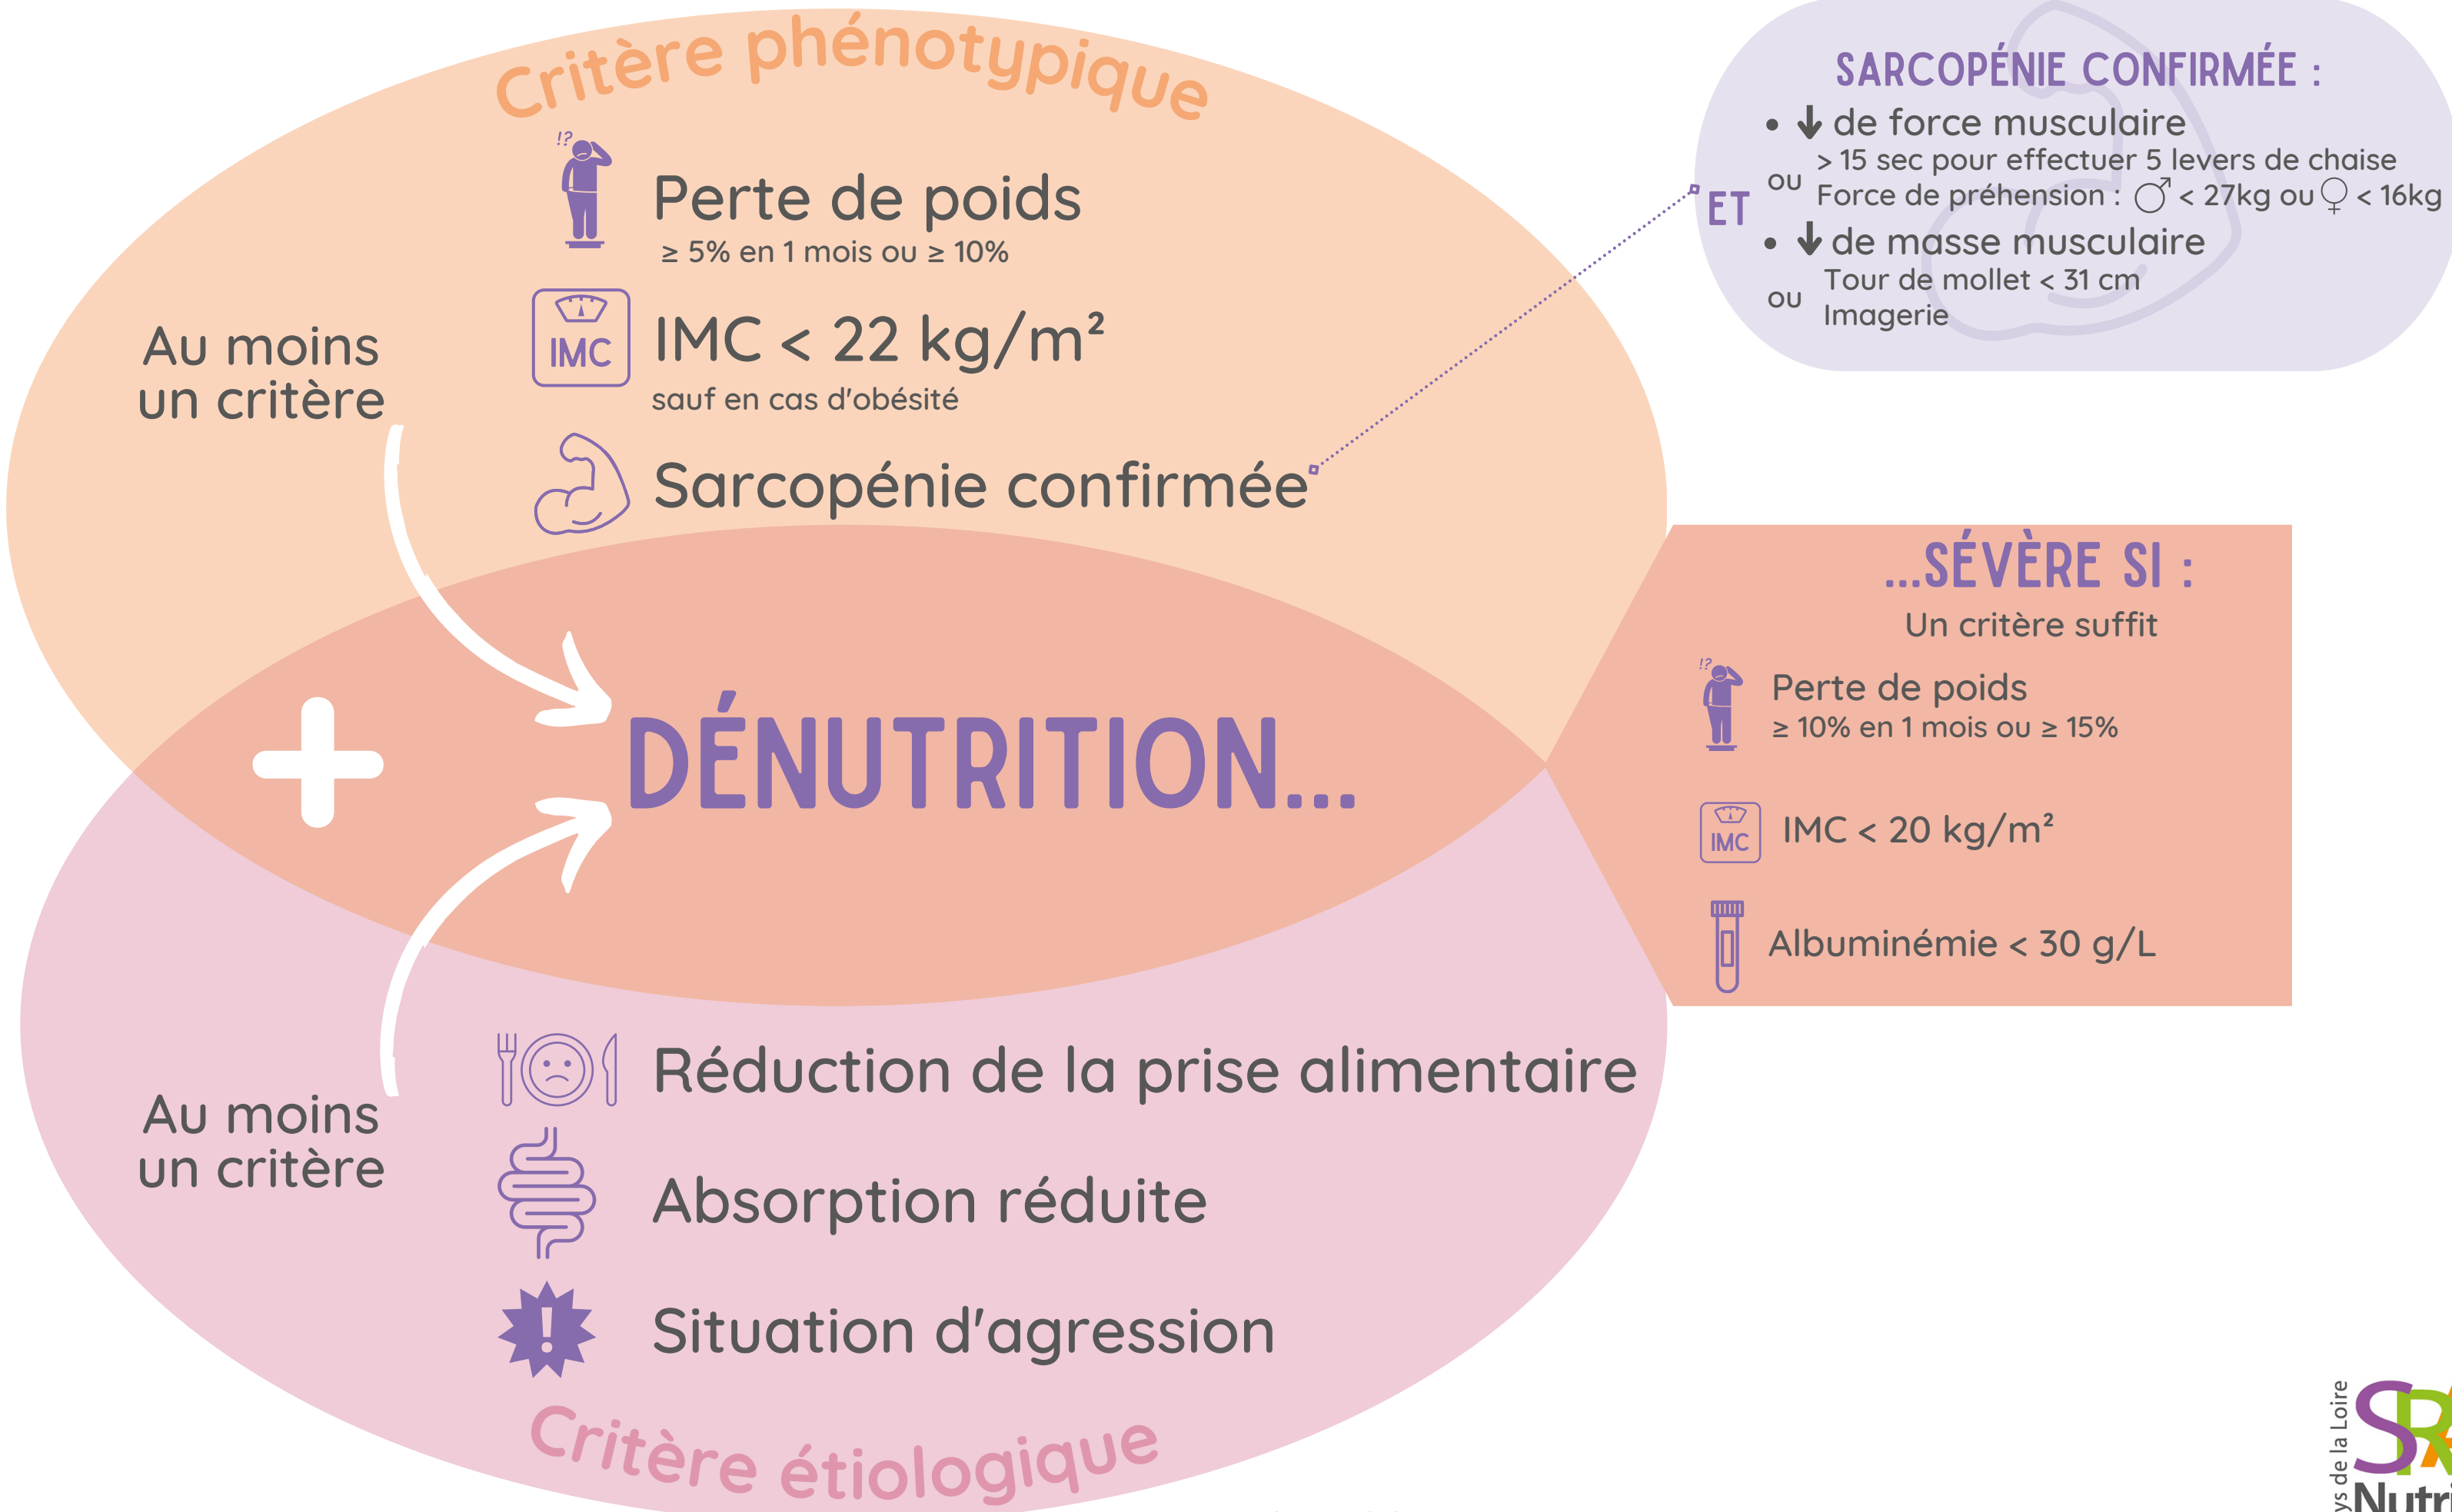 Critère phénotypique
!?
Perte de poids
≥ 5% en 1 mois ou ≥ 10%
IMC
IMC < 22 kg/m²
sauf en cas d'obésité
Sarcopénie confirmée
Au moins
un critère
SARCOPÉNIE CONFIRMÉE :
• ↓ de force musculaire
> 15 sec pour effectuer 5 levers de chaise
ou
Force de préhension : ♂ < 27kg ou ♀ < 16kg
ET
• ↓ de masse musculaire
Tour de mollet < 31 cm
ou
Imagerie
+
DÉNUTRITION...
...SÉVÈRE SI :
Un critère suffit
!?
Perte de poids
≥ 10% en 1 mois ou ≥ 15%
IMC
IMC < 20 kg/m²
Albuminémie < 30 g/L
Au moins
un critère
Réduction de la prise alimentaire
Absorption réduite
!
Situation d'agression
Critère étiologique
de la Loire